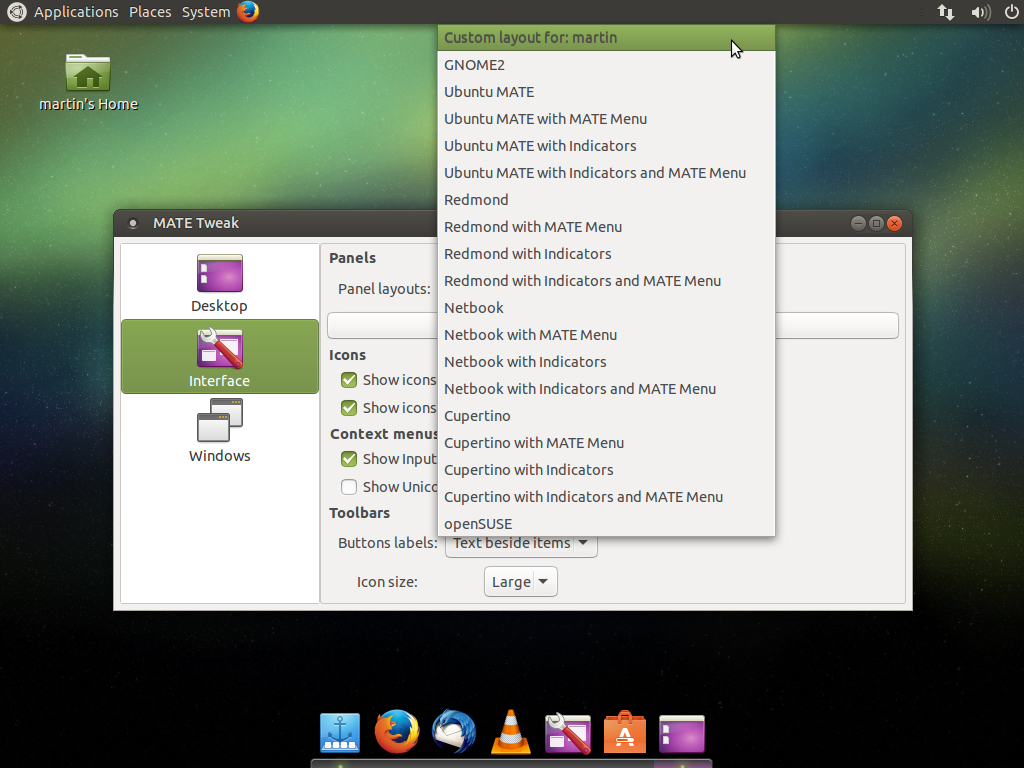 Applications Places System
martin's Home
Custom layout for: martin
GNOME2
Ubuntu MATE
Ubuntu MATE with MATE Menu
Ubuntu MATE with Indicators
Ubuntu MATE with Indicators and MATE Menu
Redmond
Redmond with MATE Menu
Redmond with Indicators
Redmond with Indicators and MATE Menu
Netbook
Netbook with MATE Menu
Netbook with Indicators
Netbook with Indicators and MATE Menu
Cupertino
Cupertino with MATE Menu
Cupertino with Indicators
Cupertino with Indicators and MATE Menu
openSUSE
MATE Tweak
Desktop
Interface
Windows
Panels
Panel layouts:
Icons
Show icons
Show icons
Context menus
Show Input
Show Unico
Toolbars
Buttons labels: Text beside items
Icon size: Large